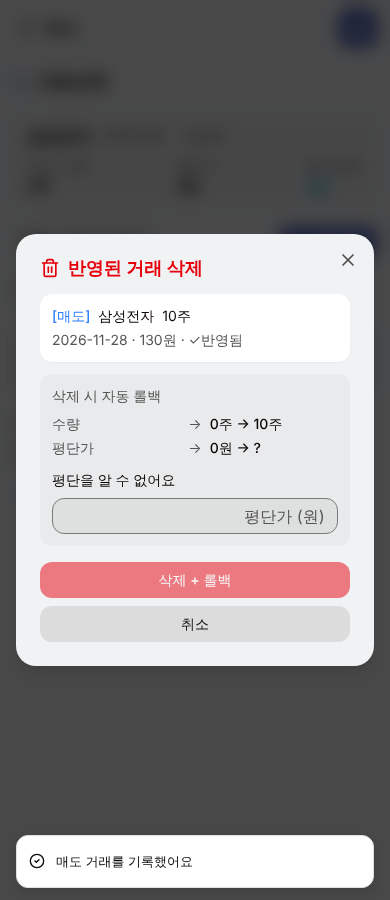 반영된 거래 삭제
[매도] 삼성전자 10주
2026-11-28 · 130원 · ✓반영됨
삭제 시 자동 롤백
수량 → 0주 → 10주
평단가 → 0원 → ?
평단을 알 수 없어요
평단가 (원)
삭제 + 롤백
취소
매도 거래를 기록했어요